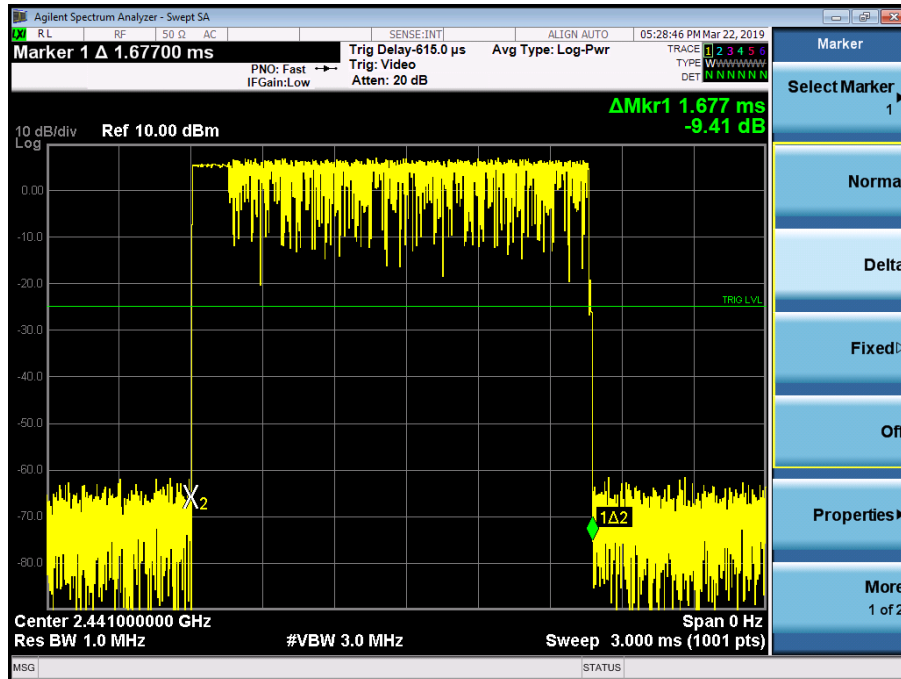 Agilent Spectrum Analyzer - Swept SA
LXI RL RF 50 Ω AC SENSE:INT ALIGN AUTO 05:28:46 PM Mar 22, 2019
Marker 1 Δ 1.67700 ms
PNO: Fast
IFGain:Low
Trig Delay-615.0 µs
Trig: Video
Atten: 20 dB
Avg Type: Log-Pwr
TRACE 1 2 3 4 5 6
TYPE WWWWWWW
DET N N N N N N
ΔMkr1 1.677 ms
-9.41 dB
10 dB/div Ref 10.00 dBm
Log
0.00
-10.0
-20.0
TRIG LVL
-30.0
-40.0
-50.0
-60.0
-70.0
-80.0
2
1Δ2
Center 2.441000000 GHz Span 0 Hz
Res BW 1.0 MHz #VBW 3.0 MHz Sweep 3.000 ms (1001 pts)
MSG STATUS
Marker
Select Marker
1
Norma
Delta
Fixed
Off
Properties
More
1 of 2